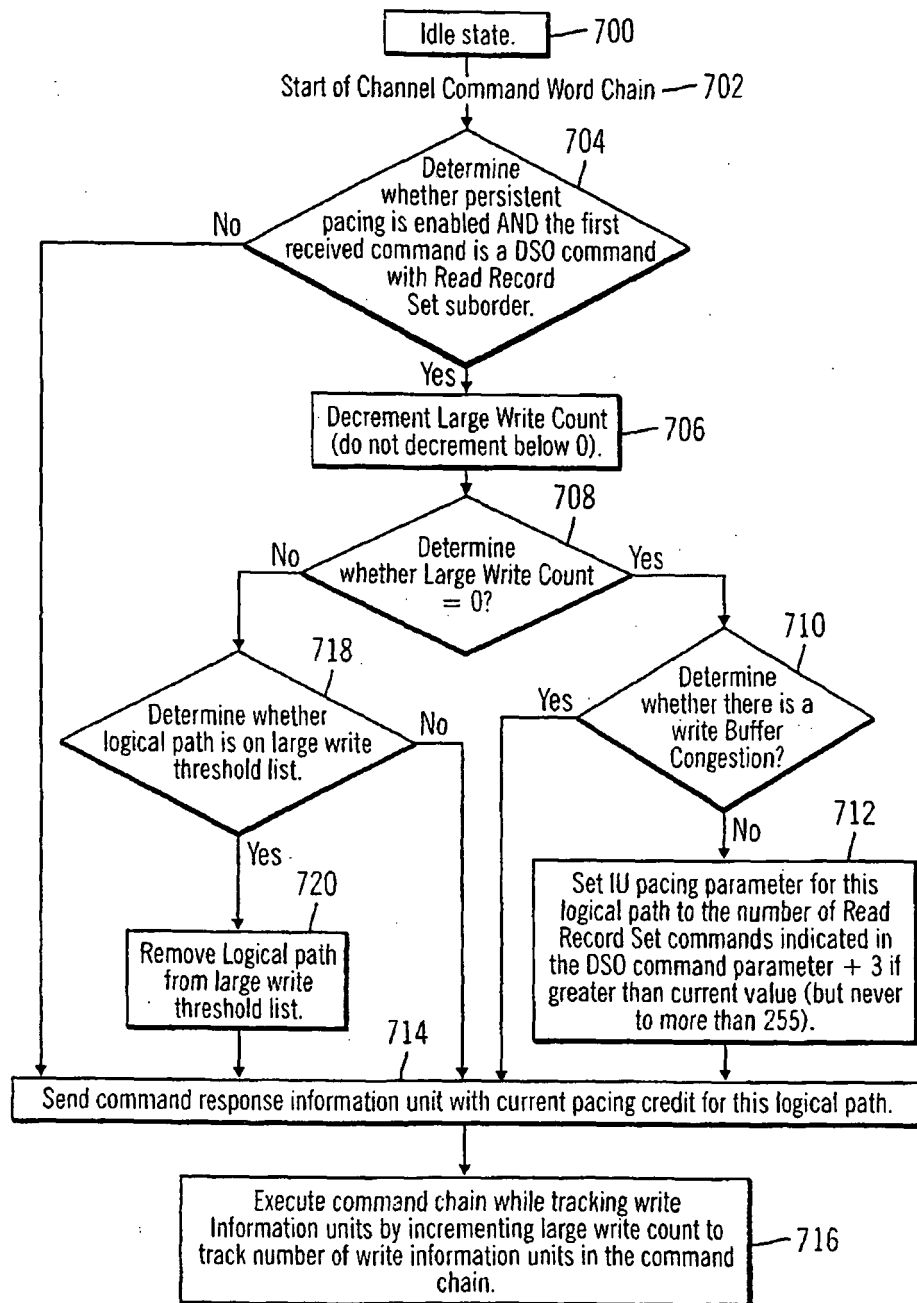 Idle state.
700
Start of Channel Command Word Chain
702
704
Determine
whether persistent
pacing is enabled AND the first
received command is a DSO command
with Read Record
Set suborder.
No
Yes
Decrement Large Write Count
(do not decrement below 0).
706
708
Determine
whether Large Write Count
= 0?
No
Yes
718
Determine whether
logical path is on large write
threshold list.
No
Yes
710
Determine
whether there is a
write Buffer
Congestion?
Yes
No
720
Remove Logical path
from large write
threshold list.
712
Set IU pacing parameter for this
logical path to the number of Read
Record Set commands indicated in
the DSO command parameter + 3 if
greater than current value (but never
to more than 255).
714
Send command response information unit with current pacing credit for this logical path.
Execute command chain while tracking write
Information units by incrementing large write count to
track number of write information units in the command
chain.
716